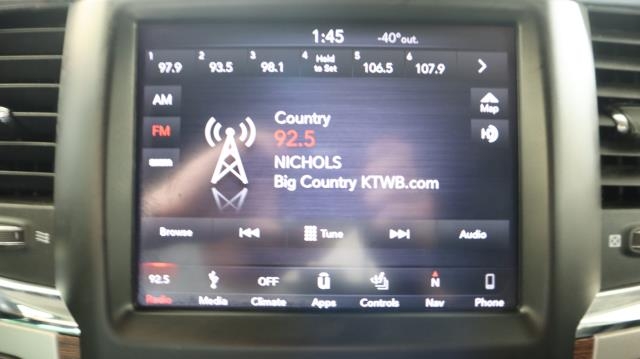 1:45 -40°out.
1 97.9 2 93.5 3 98.1 4 Hold to Set 5 106.5 6 107.9
AM
FM
Map
Country
92.5
NICHOLS
Big Country KTWB.com
Browse Tune Audio
92.5 OFF N
Radio Media Climate Apps Controls Nav Phone